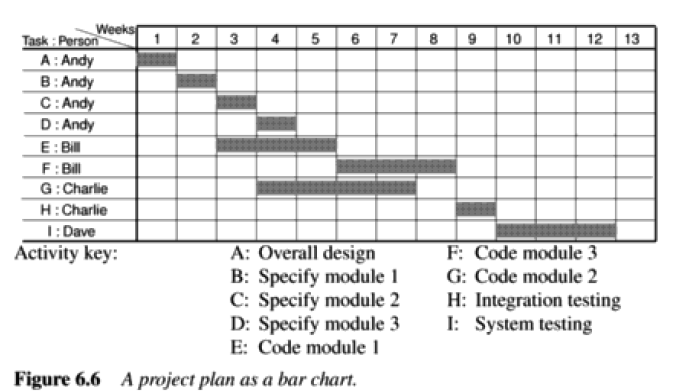 Weeks
Task : Person 1 2 3 4 5 6 7 8 9 10 11 12 13
A : Andy
B : Andy
C : Andy
D : Andy
E : Bill
F : Bill
G : Charlie
H : Charlie
I : Dave
Activity key: A: Overall design F: Code module 3
B: Specify module 1 G: Code module 2
C: Specify module 2 H: Integration testing
D: Specify module 3 I: System testing
E: Code module 1
Figure 6.6 A project plan as a bar chart.